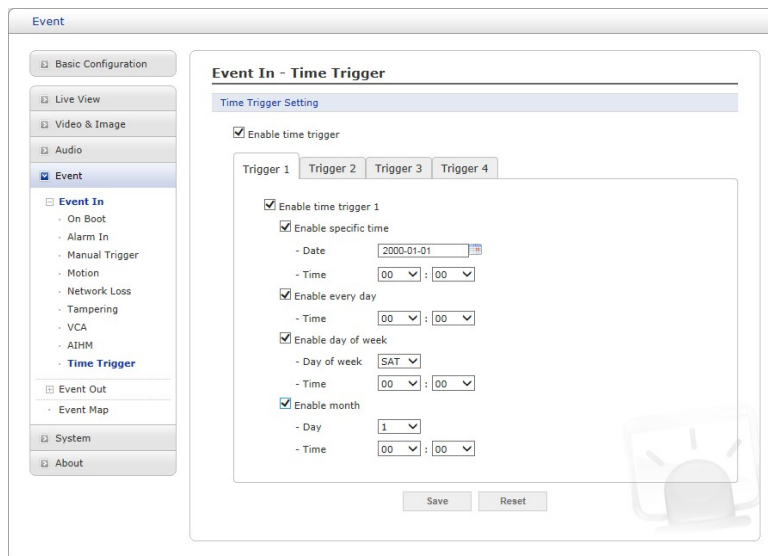 Event
Basic Configuration
Live View
Video & Image
Audio
Event
Event In
On Boot
Alarm In
Manual Trigger
Motion
Network Loss
Tampering
VCA
AIHM
Time Trigger
Event Out
Event Map
System
About
Event In - Time Trigger
Time Trigger Setting
Enable time trigger
Trigger 1 Trigger 2 Trigger 3 Trigger 4
Enable time trigger 1
Enable specific time
- Date 2000-01-01
- Time 00 : 00
Enable every day
- Time 00 : 00
Enable day of week
- Day of week SAT
- Time 00 : 00
Enable month
- Day 1
- Time 00 : 00
Save Reset